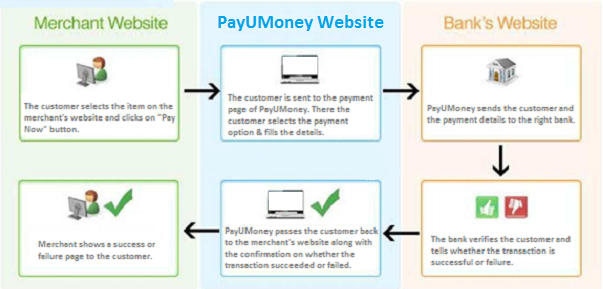 Merchant Website
PayUMoney Website
Bank's Website
The customer selects the item on the
merchant's website and clicks on "Pay
Now" button.
The customer is sent to the payment
page of PayUMoney. There the
customer selects the payment
option & fills the details.
PayUMoney sends the customer and
the payment details to the right bank.
Merchant shows a success or
failure page to the customer.
PayUMoney passes the customer back
to the merchant's website along with
the confirmation on whether the
transaction succeeded or failed.
The bank verifies the customer and
tells whether the transaction is
successful or failure.